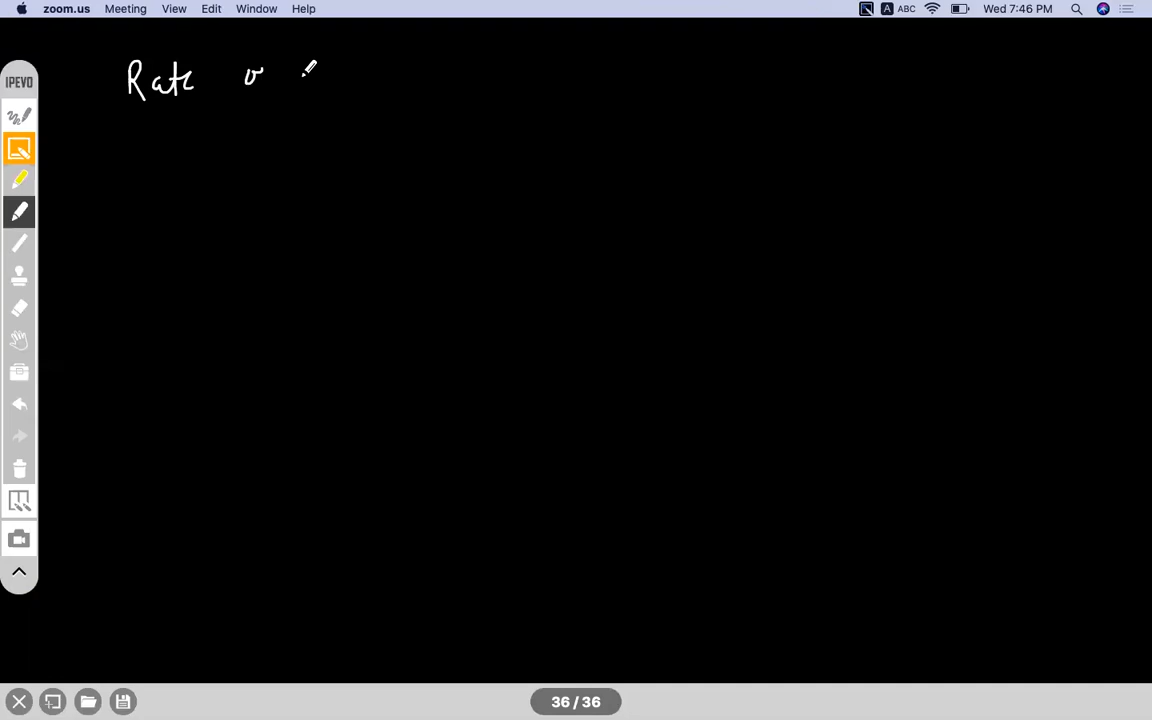 zoom.us Meeting View Edit Window Help A ABC Wed 7:46 PM
Rate o
IPEVO
36 / 36